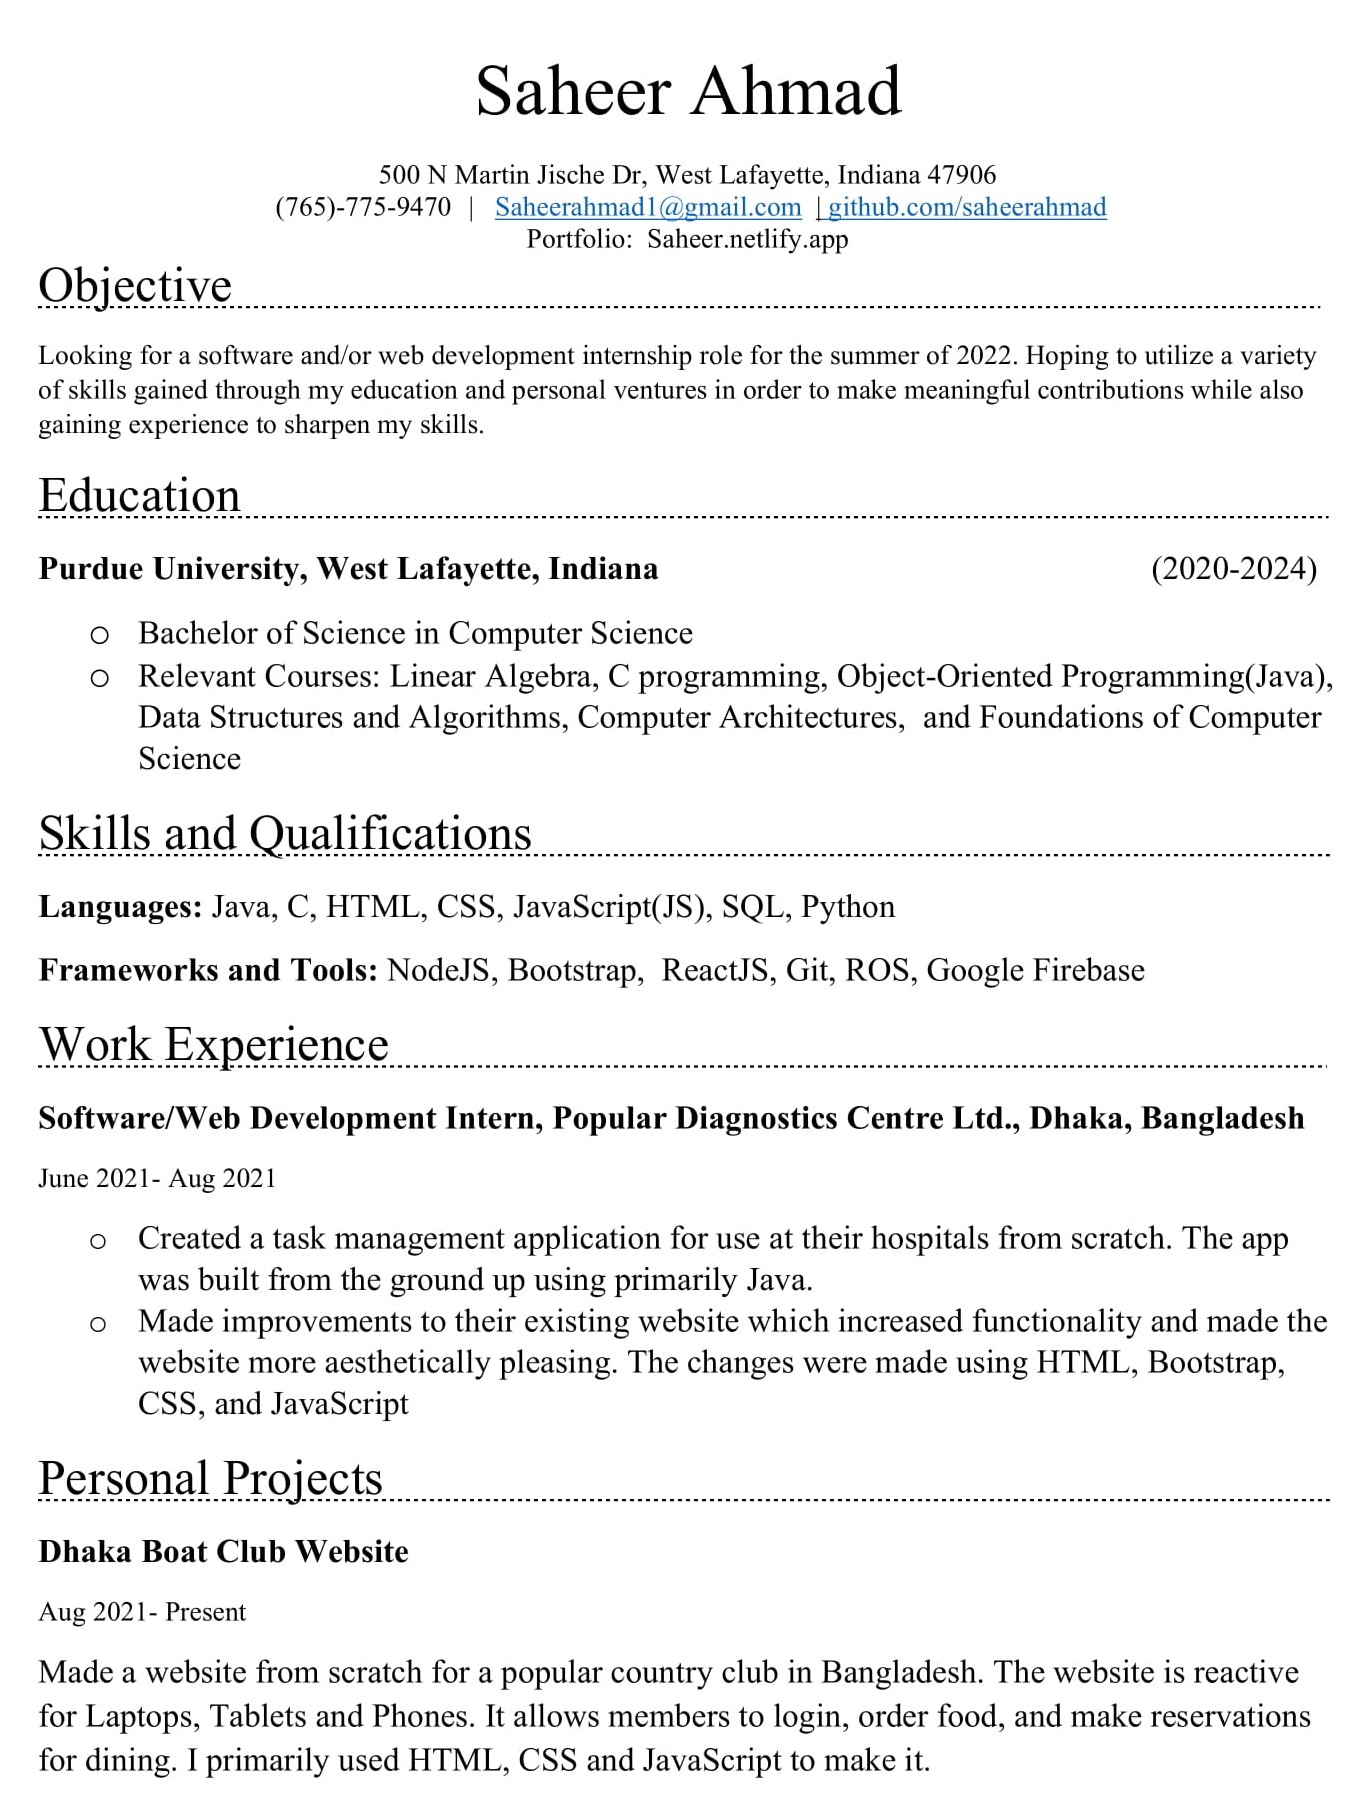 Saheer Ahmad
500 N Martin Jische Dr, West Lafayette, Indiana 47906
(765)-775-9470 | Saheerahmad1@gmail.com | github.com/saheerahmad
Portfolio: Saheer.netlify.app
Objective
Looking for a software and/or web development internship role for the summer of 2022. Hoping to utilize a variety
of skills gained through my education and personal ventures in order to make meaningful contributions while also
gaining experience to sharpen my skills.
Education
Purdue University, West Lafayette, Indiana (2020-2024)
o Bachelor of Science in Computer Science
o Relevant Courses: Linear Algebra, C programming, Object-Oriented Programming(Java),
Data Structures and Algorithms, Computer Architectures, and Foundations of Computer
Science
Skills and Qualifications
Languages: Java, C, HTML, CSS, JavaScript(JS), SQL, Python
Frameworks and Tools: NodeJS, Bootstrap, ReactJS, Git, ROS, Google Firebase
Work Experience
Software/Web Development Intern, Popular Diagnostics Centre Ltd., Dhaka, Bangladesh
June 2021- Aug 2021
o Created a task management application for use at their hospitals from scratch. The app
was built from the ground up using primarily Java.
o Made improvements to their existing website which increased functionality and made the
website more aesthetically pleasing. The changes were made using HTML, Bootstrap,
CSS, and JavaScript
Personal Projects
Dhaka Boat Club Website
Aug 2021- Present
Made a website from scratch for a popular country club in Bangladesh. The website is reactive
for Laptops, Tablets and Phones. It allows members to login, order food, and make reservations
for dining. I primarily used HTML, CSS and JavaScript to make it.